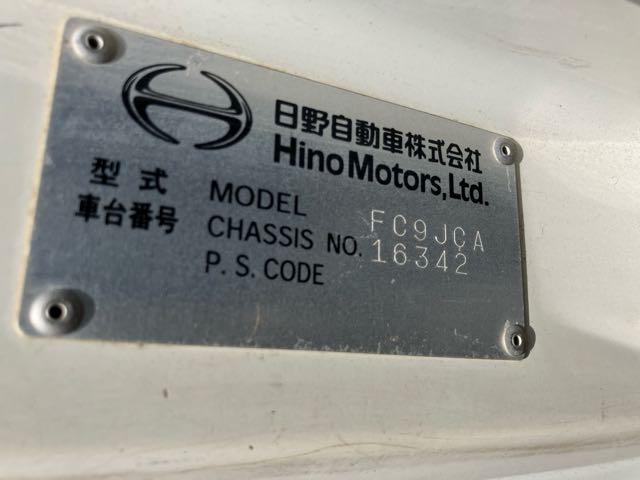 日野自動車株式会社
Hino Motors,Ltd.
型式 MODEL FC9JCA
車台番号 CHASSIS NO. 16342
P. S. CODE